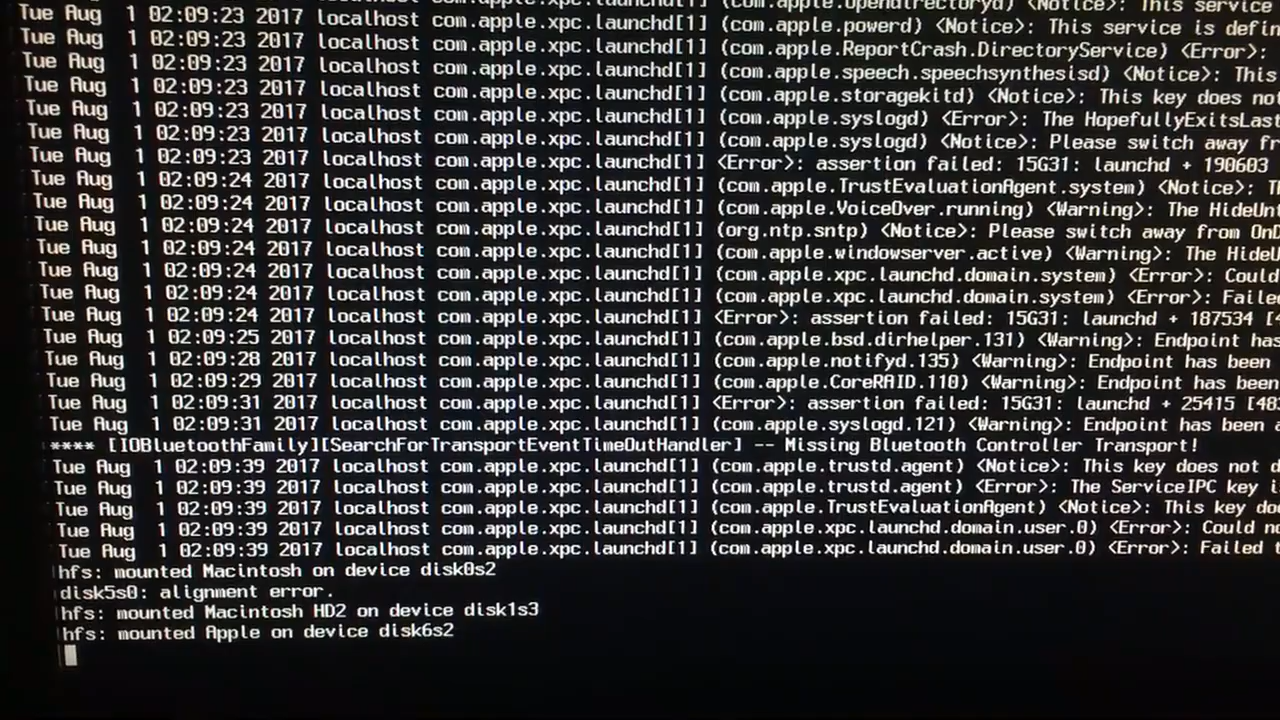 Tue Aug 1 02:09:23 2017 localhost com.apple.xpc.launchd[1] (com.apple.opendirectoryd) <Notice>: This service
Tue Aug 1 02:09:23 2017 localhost com.apple.xpc.launchd[1] (com.apple.powerd) <Notice>: This service is defin
Tue Aug 1 02:09:23 2017 localhost com.apple.xpc.launchd[1] (com.apple.ReportCrash.DirectoryService) <Error>:
Tue Aug 1 02:09:23 2017 localhost com.apple.xpc.launchd[1] (com.apple.speech.speechsynthesisd) <Notice>: This
Tue Aug 1 02:09:23 2017 localhost com.apple.xpc.launchd[1] (com.apple.storagekitd) <Notice>: This key does not
Tue Aug 1 02:09:23 2017 localhost com.apple.xpc.launchd[1] (com.apple.syslogd) <Error>: The HopefullyExitsLast
Tue Aug 1 02:09:23 2017 localhost com.apple.xpc.launchd[1] (com.apple.syslogd) <Notice>: Please switch away fr
Tue Aug 1 02:09:23 2017 localhost com.apple.xpc.launchd[1] <Error>: assertion failed: 15G31: launchd + 190603
Tue Aug 1 02:09:24 2017 localhost com.apple.xpc.launchd[1] (com.apple.TrustEvaluationAgent.system) <Notice>: T
Tue Aug 1 02:09:24 2017 localhost com.apple.xpc.launchd[1] (com.apple.VoiceOver.running) <Warning>: The HideUn
Tue Aug 1 02:09:24 2017 localhost com.apple.xpc.launchd[1] (org.ntp.sntp) <Notice>: Please switch away from OnD
Tue Aug 1 02:09:24 2017 localhost com.apple.xpc.launchd[1] (com.apple.windowserver.active) <Warning>: The HideU
Tue Aug 1 02:09:24 2017 localhost com.apple.xpc.launchd[1] (com.apple.xpc.launchd.domain.system) <Error>: Could
Tue Aug 1 02:09:24 2017 localhost com.apple.xpc.launchd[1] (com.apple.xpc.launchd.domain.system) <Error>: Faile
Tue Aug 1 02:09:24 2017 localhost com.apple.xpc.launchd[1] <Error>: assertion failed: 15G31: launchd + 187534 [4
Tue Aug 1 02:09:25 2017 localhost com.apple.xpc.launchd[1] (com.apple.bsd.dirhelper.131) <Warning>: Endpoint has
Tue Aug 1 02:09:28 2017 localhost com.apple.xpc.launchd[1] (com.apple.notifyd.135) <Warning>: Endpoint has been
Tue Aug 1 02:09:29 2017 localhost com.apple.xpc.launchd[1] (com.apple.CoreRAID.110) <Warning>: Endpoint has been
Tue Aug 1 02:09:31 2017 localhost com.apple.xpc.launchd[1] <Error>: assertion failed: 15G31: launchd + 25415 [48
Tue Aug 1 02:09:31 2017 localhost com.apple.xpc.launchd[1] (com.apple.syslogd.121) <Warning>: Endpoint has been a
**** [IOBluetoothFamily][SearchForTransportEventTimeOutHandler] -- Missing Bluetooth Controller Transport!
Tue Aug 1 02:09:39 2017 localhost com.apple.xpc.launchd[1] (com.apple.trustd.agent) <Notice>: This key does not d
Tue Aug 1 02:09:39 2017 localhost com.apple.xpc.launchd[1] (com.apple.trustd.agent) <Error>: The ServiceIPC key i
Tue Aug 1 02:09:39 2017 localhost com.apple.xpc.launchd[1] (com.apple.TrustEvaluationAgent) <Notice>: This key do
Tue Aug 1 02:09:39 2017 localhost com.apple.xpc.launchd[1] (com.apple.xpc.launchd.domain.user.0) <Error>: Could n
Tue Aug 1 02:09:39 2017 localhost com.apple.xpc.launchd[1] (com.apple.xpc.launchd.domain.user.0) <Error>: Failed t
hfs: mounted Macintosh on device disk0s2
disk5s0: alignment error.
hfs: mounted Macintosh HD2 on device disk1s3
hfs: mounted Apple on device disk6s2